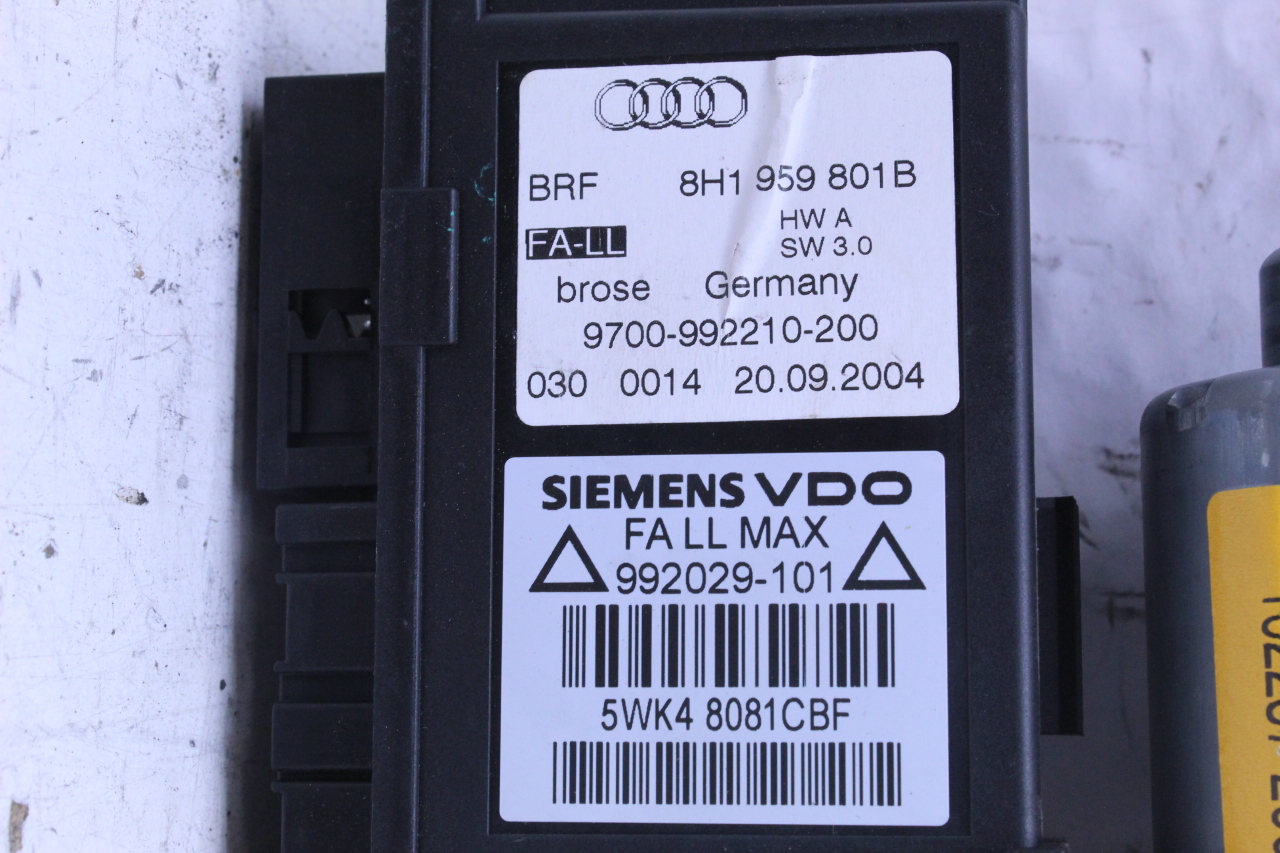 BRF 8H1 959 801B
HW A
FA-LL
SW 3.0
brose Germany
9700-992210-200
030 0014 20.09.2004
SIEMENS VDO
FA LL MAX
992029-101
5WK4 8081CBF